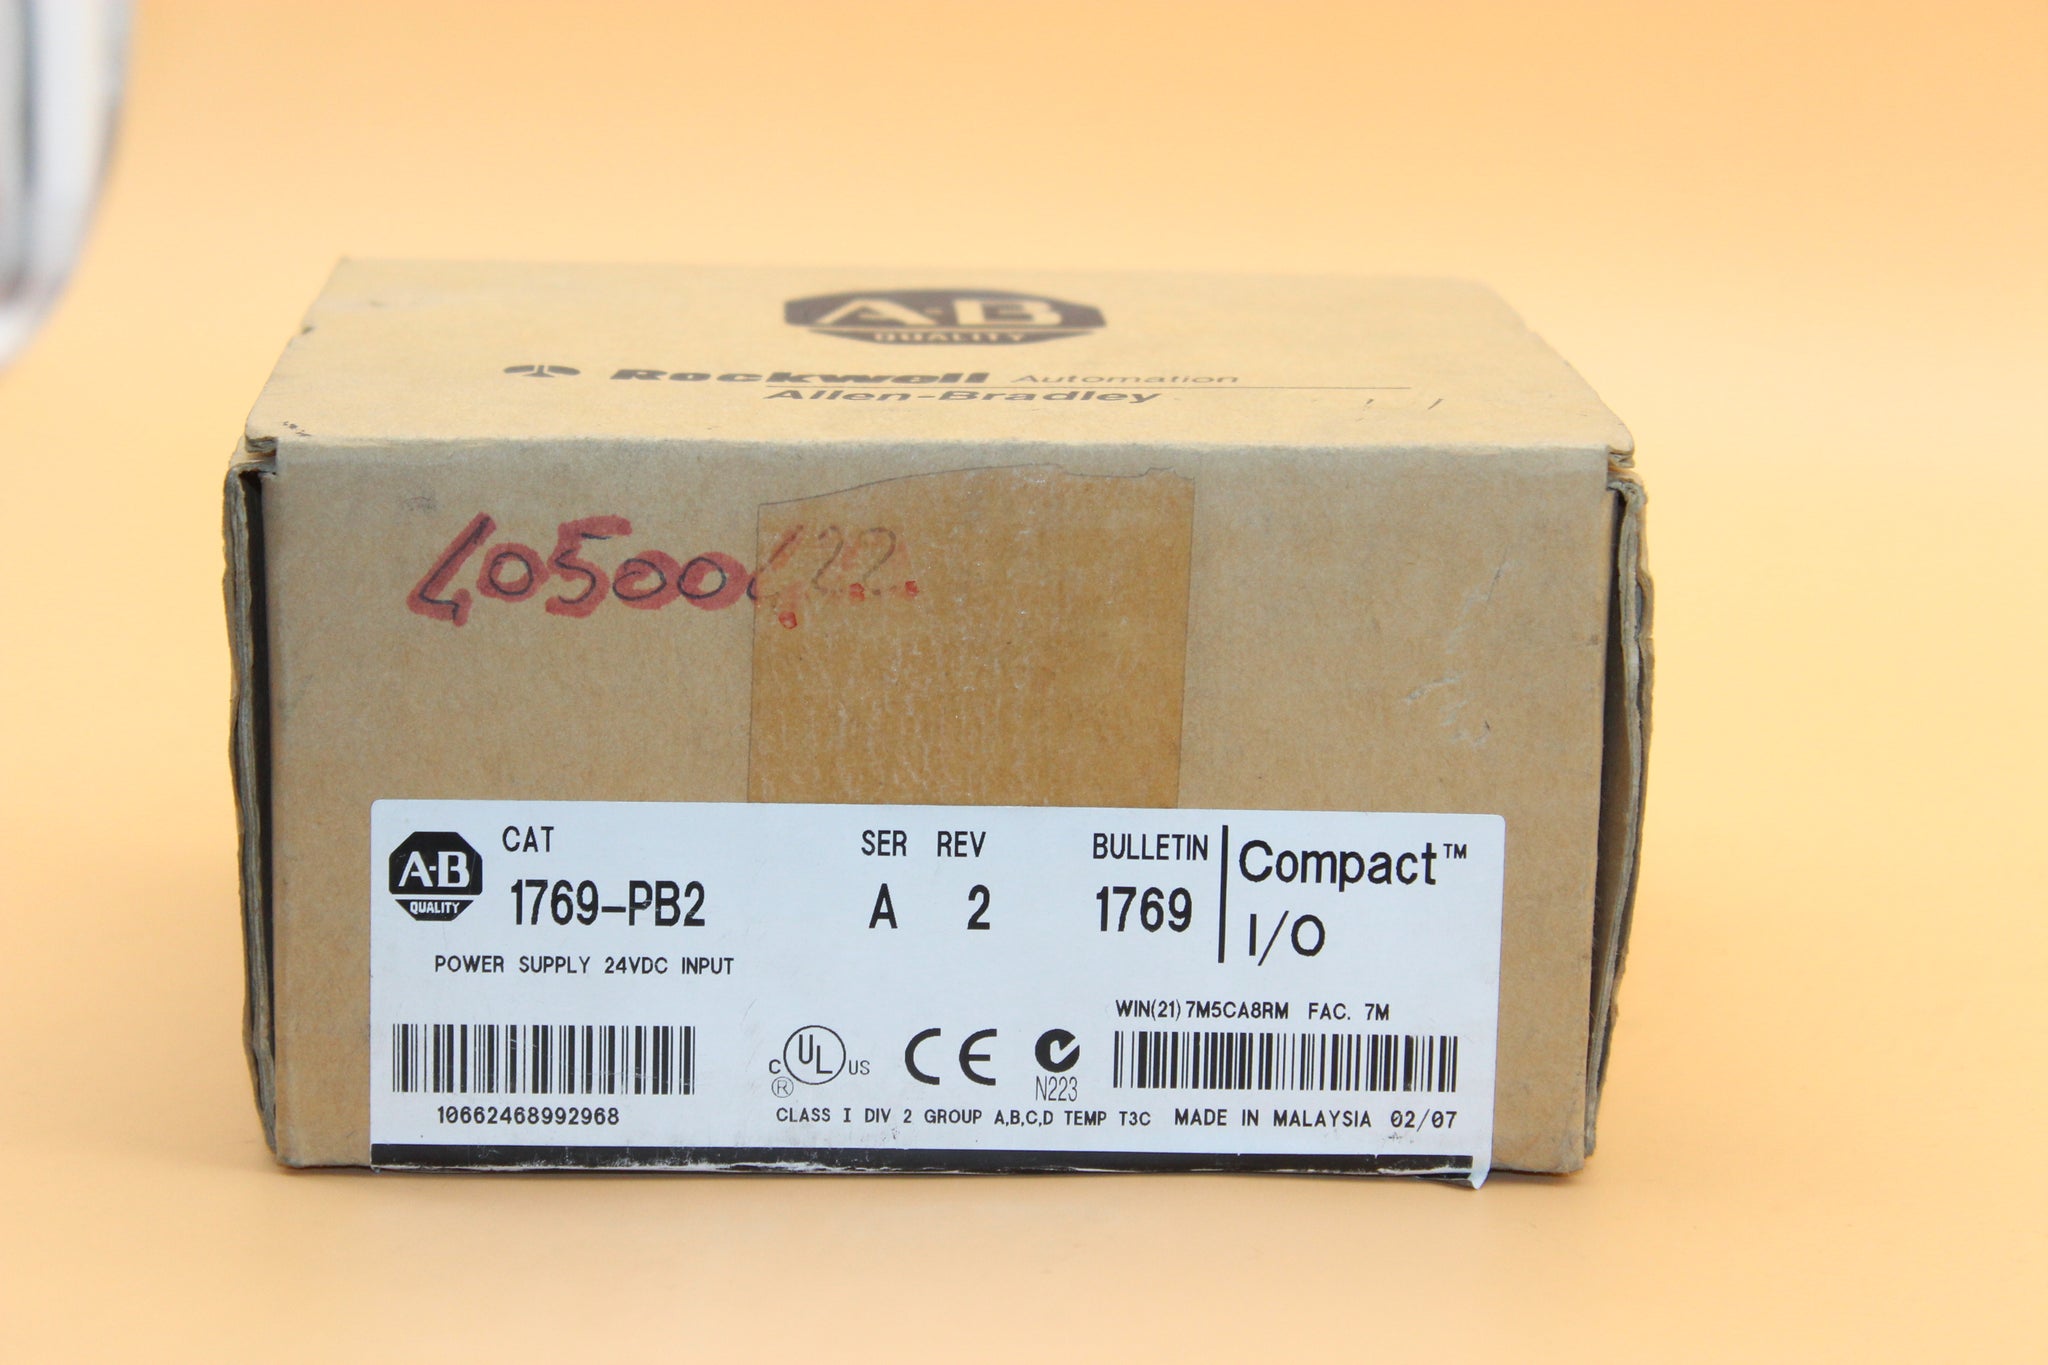 A-B
QUALITY
Rockwell Automation
Allen-Bradley
A-B
QUALITY
CAT
1769-PB2
SER REV
A 2
BULLETIN
1769
Compact™
I/O
POWER SUPPLY 24VDC INPUT
WIN(21)7M5CA8RM FAC. 7M
10662468992968
C UL US
®
CE
N223
CLASS I DIV 2 GROUP A,B,C,D TEMP T3C MADE IN MALAYSIA 02/07